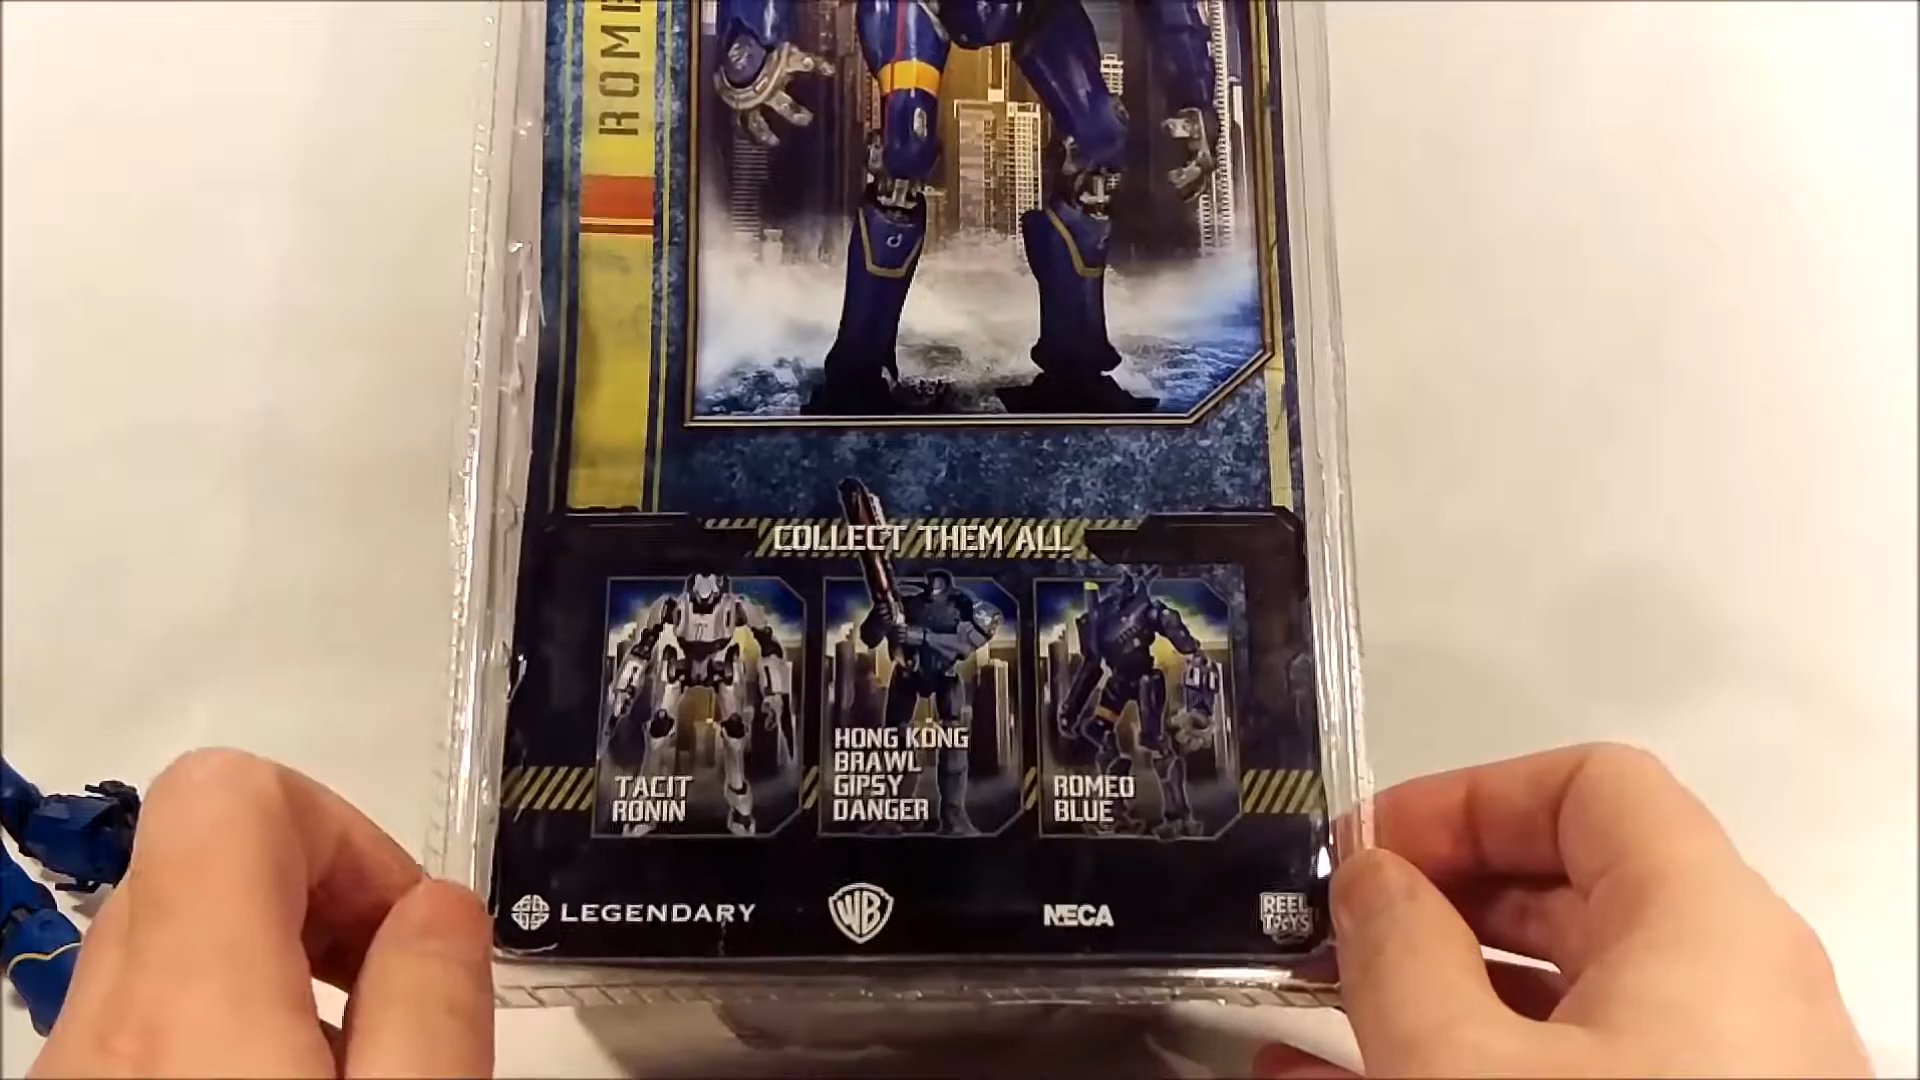 ROME
COLLECT THEM ALL
TACIT
RONIN
HONG KONG
BRAWL
GIPSY
DANGER
ROMEO
BLUE
LEGENDARY
WB
NECA
REEL
TOYS